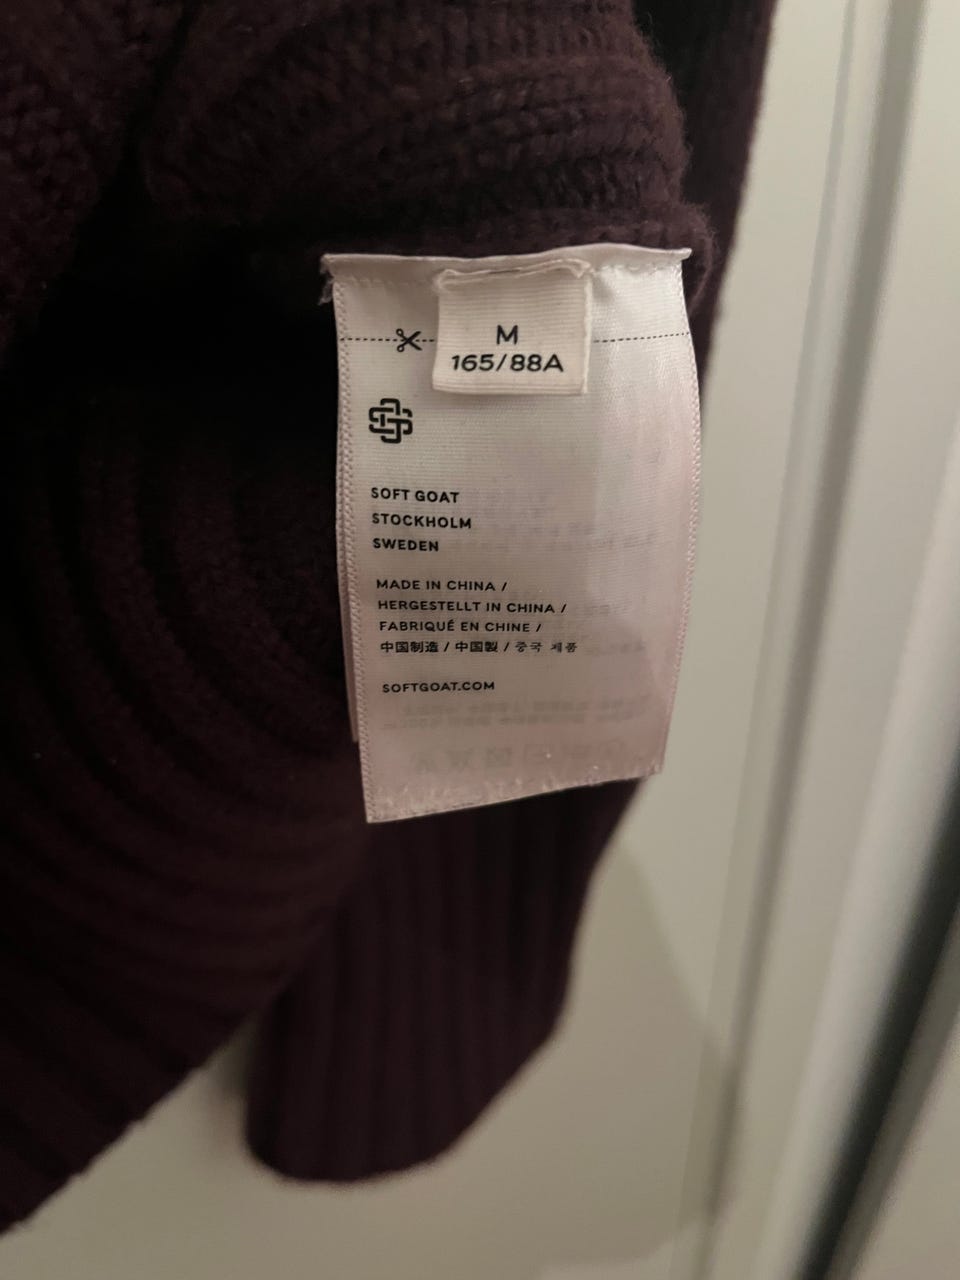 M
165/88A
SOFT GOAT
STOCKHOLM
SWEDEN
MADE IN CHINA /
HERGESTELLT IN CHINA /
FABRIQUÉ EN CHINE /
中国制造 / 中国製 / 중국 제품
SOFTGOAT.COM